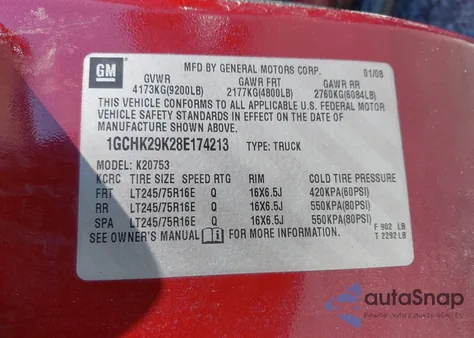 GM
MFD BY GENERAL MOTORS CORP. 01/08
GVWR GAWR FRT GAWR RR
4173KG(9200LB) 2177KG(4800LB) 2760KG(6084LB)
THIS VEHICLE CONFORMS TO ALL APPLICABLE U.S. FEDERAL MOTOR
VEHICLE SAFETY STANDARDS IN EFFECT ON THE DATE OF
MANUFACTURE SHOWN ABOVE.
1GCHK29K28E174213 TYPE: TRUCK
MODEL: K20753
KCRC TIRE SIZE SPEED RTG RIM COLD TIRE PRESSURE
FRT LT245/75R16E Q 16X6.5J 420KPA(60PSI)
RR LT245/75R16E Q 16X6.5J 550KPA(80PSI)
SPA LT245/75R16E Q 16X6.5J 550KPA(80PSI)
SEE OWNER'S MANUAL FOR MORE INFORMATION.
F 902 LB
T 2292 LB
autoSnap